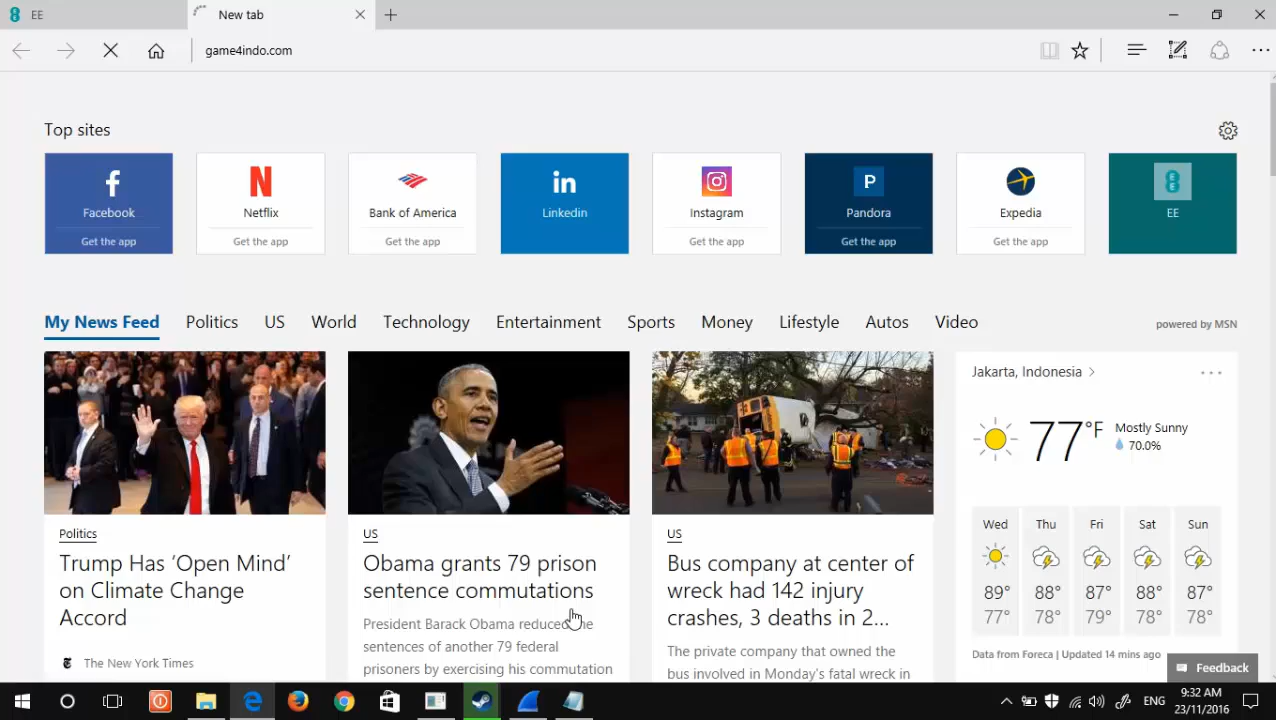 EE
New tab
game4indo.com
Top sites
Facebook
Get the app
Netflix
Get the app
Bank of America
Get the app
in
Linkedin
Instagram
Get the app
P
Pandora
Get the app
Expedia
Get the app
EE
My News Feed Politics US World Technology Entertainment Sports Money Lifestyle Autos Video
powered by MSN
Politics
Trump Has ‘Open Mind’
on Climate Change
Accord
The New York Times
US
Obama grants 79 prison
sentence commutations
President Barack Obama reduced the
sentences of another 79 federal
prisoners by exercising his commutation
US
Bus company at center of
wreck had 142 injury
crashes, 3 deaths in 2...
The private company that owned the
bus involved in Monday's fatal wreck in
Jakarta, Indonesia
77°F
Mostly Sunny
70.0%
Wed Thu Fri Sat Sun
89° 88° 87° 88° 87°
77° 78° 79° 78° 78°
Data from Foreca | Updated 14 mins ago
Feedback
ENG
9:32 AM
23/11/2016